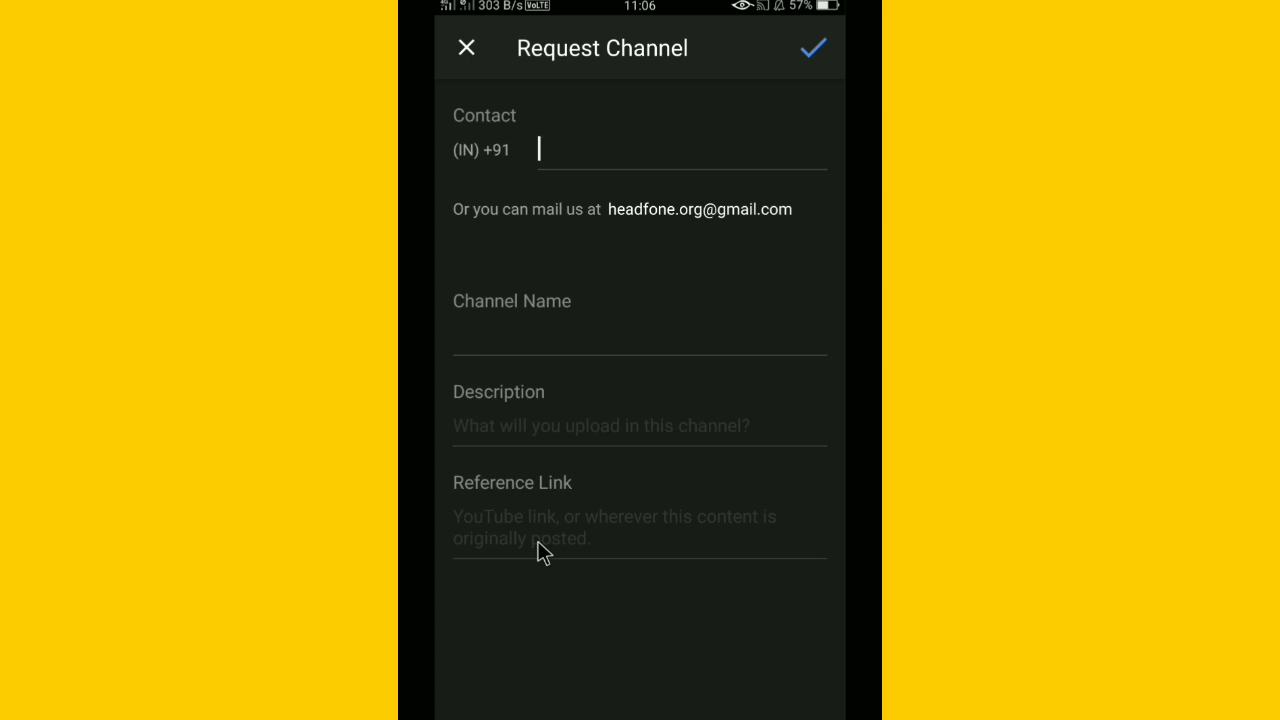 303 B/s VoLTE 11:06 57%
Request Channel
Contact
(IN) +91
Or you can mail us at headfone.org@gmail.com
Channel Name
Description
What will you upload in this channel?
Reference Link
YouTube link, or wherever this content is
originally posted.